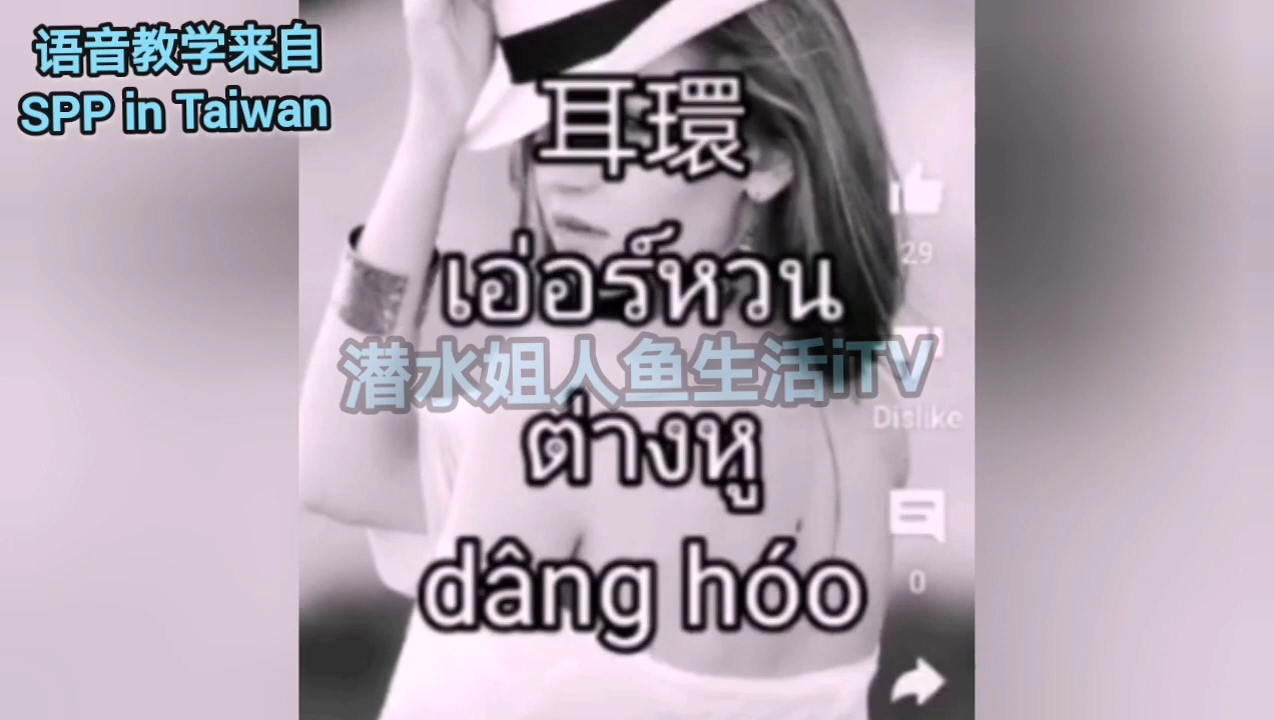 语音教学来自
SPP in Taiwan
耳環
เอ่อร์หวน
潜水姐人鱼生活iTV
ต่างหู
dâng hóo
29
Dislike
0